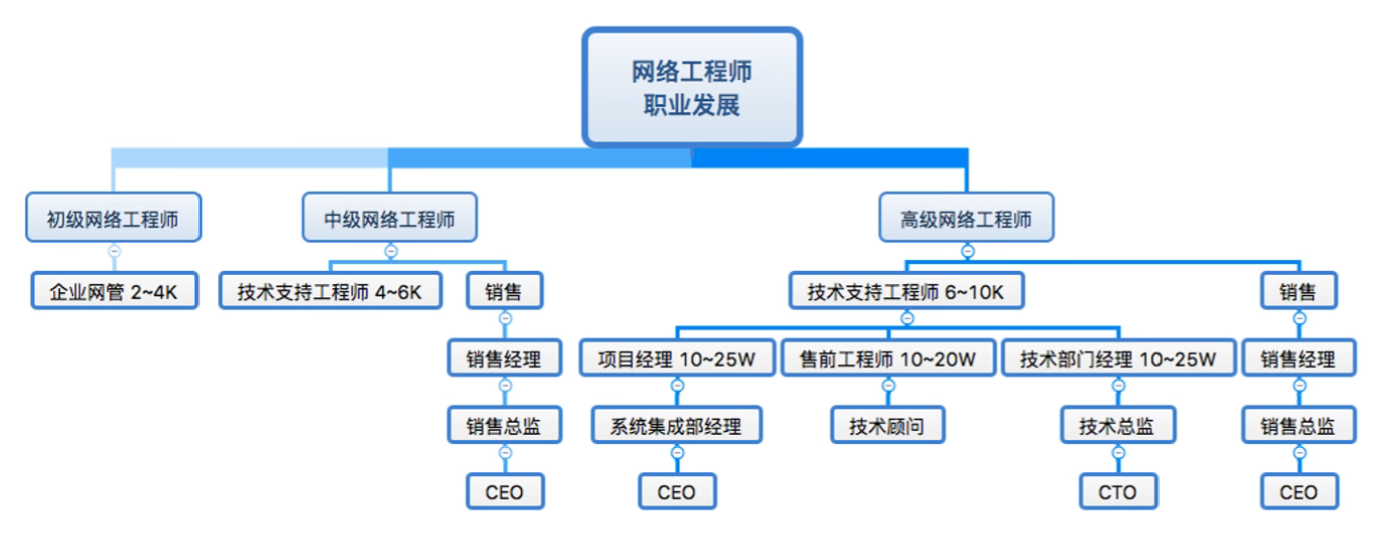 网络工程师
职业发展
初级网络工程师
中级网络工程师
高级网络工程师
企业网管 2~4K
技术支持工程师 4~6K
销售
技术支持工程师 6~10K
销售
销售经理
项目经理 10~25W
售前工程师 10~20W
技术部门经理 10~25W
销售经理
销售总监
系统集成部经理
技术顾问
技术总监
销售总监
CEO
CEO
CTO
CEO